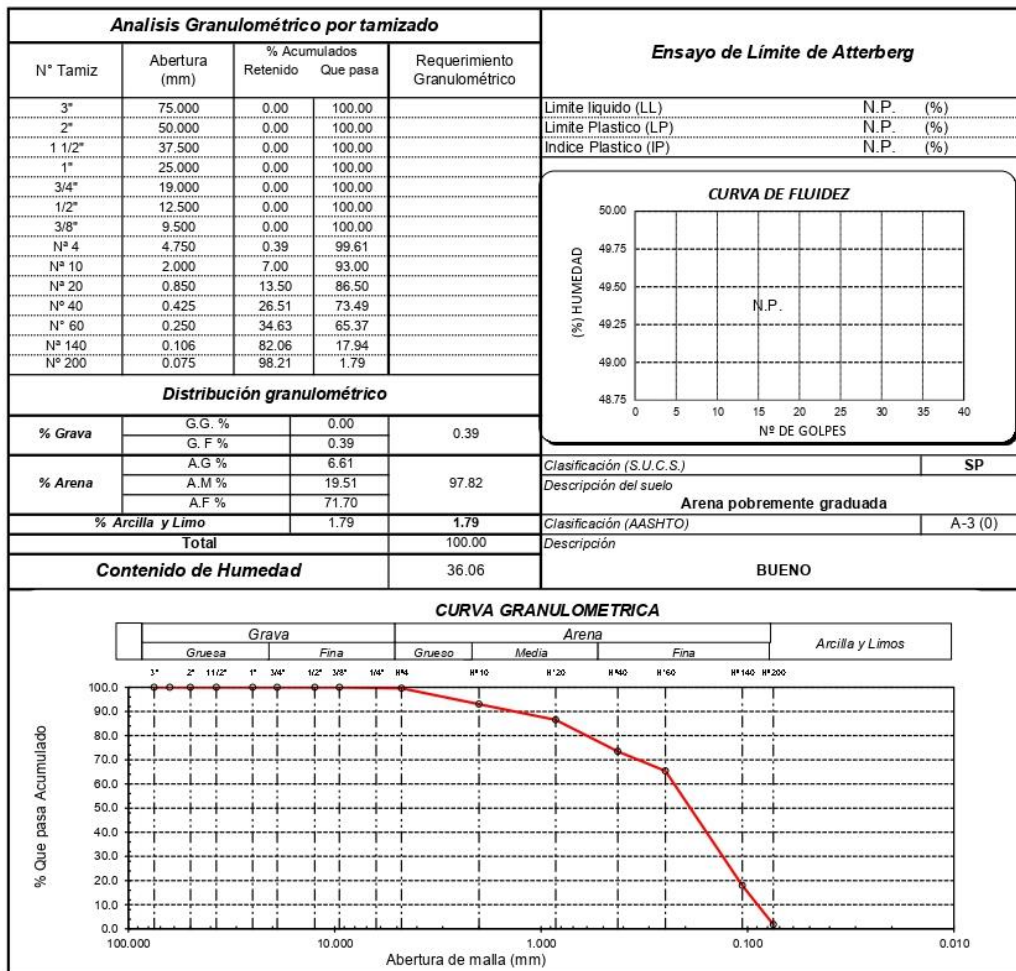 Analisis Granulométrico por tamizado
N° Tamiz Abertura (mm) % Acumulados Retenido Que pasa Requerimiento Granulométrico
3" 75.000 0.00 100.00
2" 50.000 0.00 100.00
1 1/2" 37.500 0.00 100.00
1" 25.000 0.00 100.00
3/4" 19.000 0.00 100.00
1/2" 12.500 0.00 100.00
3/8" 9.500 0.00 100.00
Nª 4 4.750 0.39 99.61
Nª 10 2.000 7.00 93.00
Nª 20 0.850 13.50 86.50
Nº 40 0.425 26.51 73.49
N° 60 0.250 34.63 65.37
Nª 140 0.106 82.06 17.94
Nº 200 0.075 98.21 1.79
Distribución granulométrico
% Grava G.G. % 0.00 0.39
G. F % 0.39
% Arena A.G % 6.61 97.82
A.M % 19.51
A.F % 71.70
% Arcilla y Limo 1.79 1.79
Total 100.00
Contenido de Humedad 36.06
Ensayo de Límite de Atterberg
Limite liquido (LL) N.P. (%)
Limite Plastico (LP) N.P. (%)
Indice Plastico (IP) N.P. (%)
CURVA DE FLUIDEZ
(%) HUMEDAD
50.00
49.75
49.50
49.25
49.00
48.75
N.P.
0 5 10 15 20 25 30 35 40
Nº DE GOLPES
Clasificación (S.U.C.S.) SP
Descripción del suelo
Arena pobremente graduada
Clasificación (AASHTO) A-3 (0)
Descripción
BUENO
CURVA GRANULOMETRICA
Grava Arena Arcilla y Limos
Gruesa Fina Grueso Media Fina
3" 2" 11/2" 1" 3/4" 1/2" 3/8" 1/4" Nª4 Nª10 Nª20 Nª40 Nª60 Nª140 Nª200
% Que pasa Acumulado
100.0
90.0
80.0
70.0
60.0
50.0
40.0
30.0
20.0
10.0
0.0
100.000 10.000 1.000 0.100 0.010
Abertura de malla (mm)